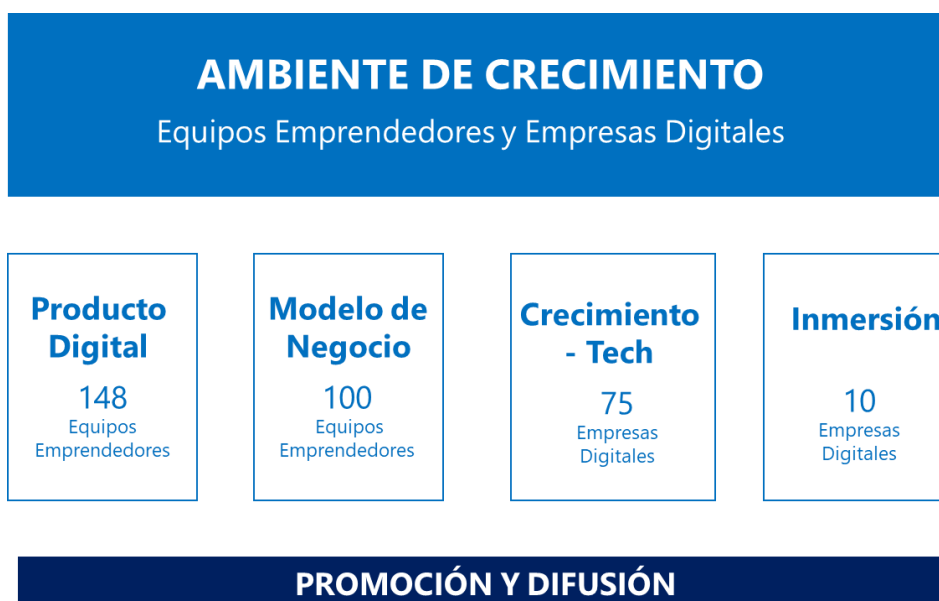 AMBIENTE DE CRECIMIENTO
Equipos Emprendedores y Empresas Digitales
Producto
Digital
148
Equipos
Emprendedores
Modelo de
Negocio
100
Equipos
Emprendedores
Crecimiento
- Tech
75
Empresas
Digitales
Inmersión
10
Empresas
Digitales
PROMOCIÓN Y DIFUSIÓN